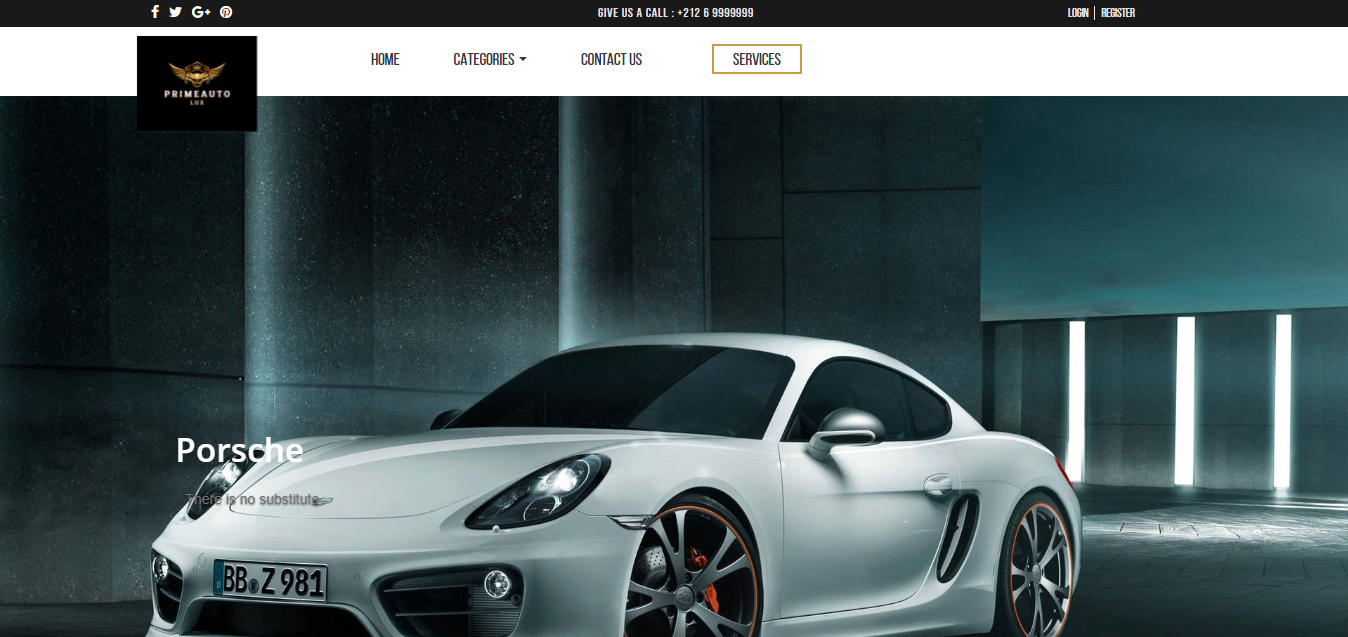 GIVE US A CALL : +212 6 9999999
LOGIN | REGISTER
PRIMEAUTO
LUX
HOME
CATEGORIES
CONTACT US
SERVICES
Porsche
There is no substitute
BB Z 981